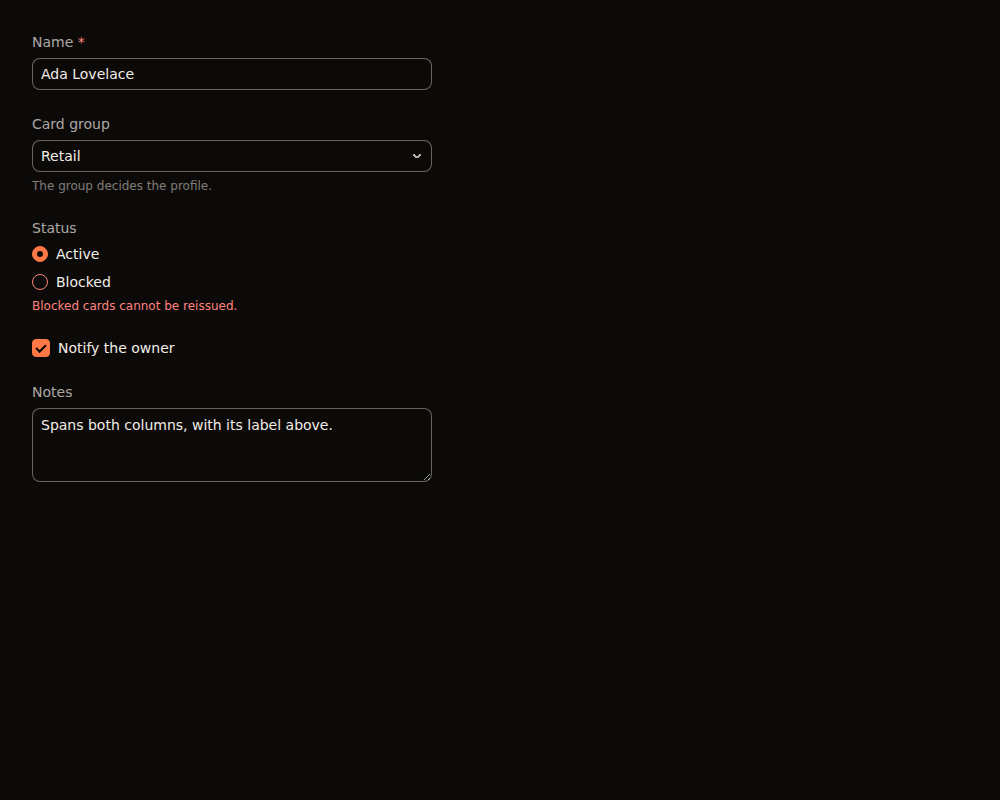 Name *
Ada Lovelace
Card group
Retail
The group decides the profile.
Status
Active
Blocked
Blocked cards cannot be reissued.
Notify the owner
Notes
Spans both columns, with its label above.